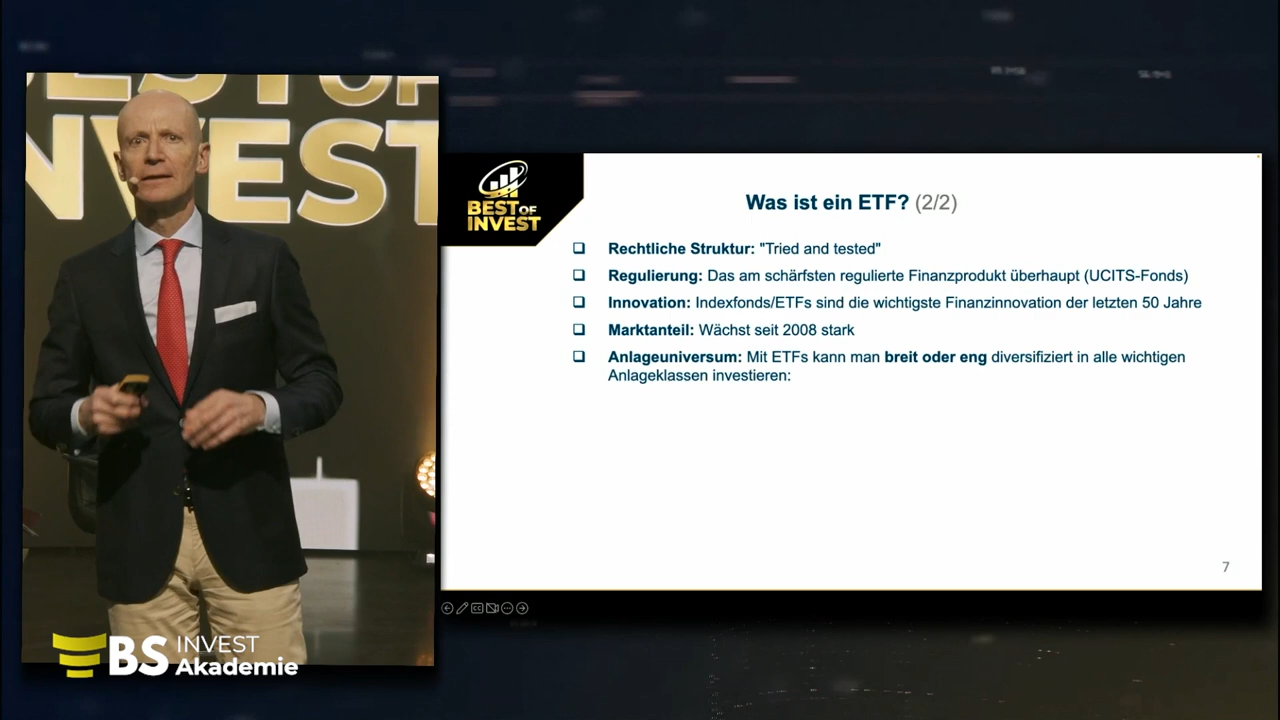 BEST OF
INVEST
BEST OF
INVEST
Was ist ein ETF? (2/2)
❑ Rechtliche Struktur: "Tried and tested"
❑ Regulierung: Das am schärfsten regulierte Finanzprodukt überhaupt (UCITS-Fonds)
❑ Innovation: Indexfonds/ETFs sind die wichtigste Finanzinnovation der letzten 50 Jahre
❑ Marktanteil: Wächst seit 2008 stark
❑ Anlageuniversum: Mit ETFs kann man breit oder eng diversifiziert in alle wichtigen
Anlageklassen investieren:
7
BS INVEST
Akademie